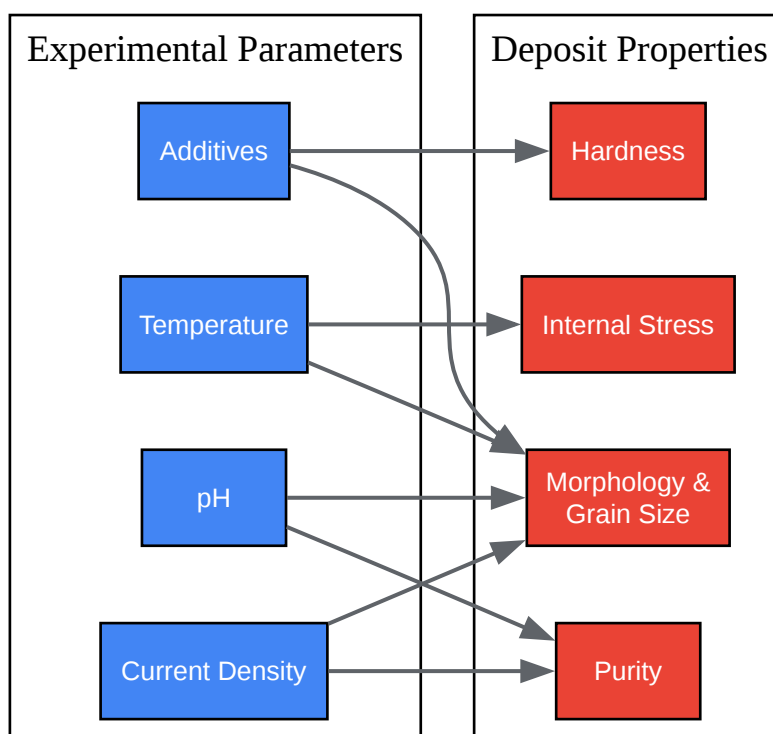 Experimental Parameters
Additives
Temperature
pH
Current Density
Deposit Properties
Hardness
Internal Stress
Morphology &
Grain Size
Purity